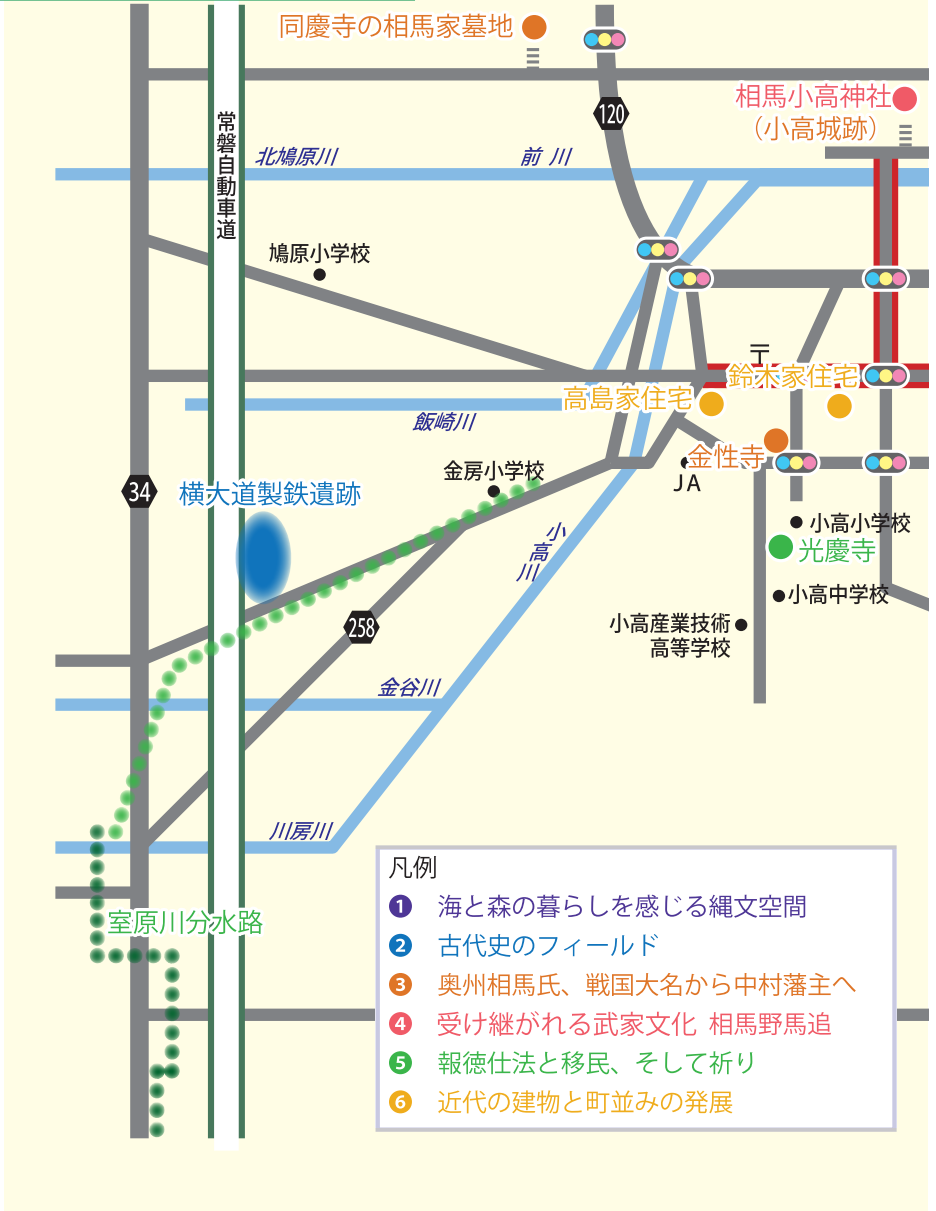 同慶寺の相馬家墓地
相馬小高神社
（小高城跡）
120
常磐自動車道
北鳩原川
前川
鳩原小学校
〒
鈴木家住宅
高島家住宅
飯崎川
金性寺
金房小学校
JA
34
横大道製鉄遺跡
小高小学校
小高川
光慶寺
小高中学校
258
小高産業技術
高等学校
金谷川
川房川
室原川分水路
凡例
1 海と森の暮らしを感じる縄文空間
2 古代史のフィールド
3 奥州相馬氏、戦国大名から中村藩主へ
4 受け継がれる武家文化 相馬野馬追
5 報徳仕法と移民、そして祈り
6 近代の建物と町並みの発展